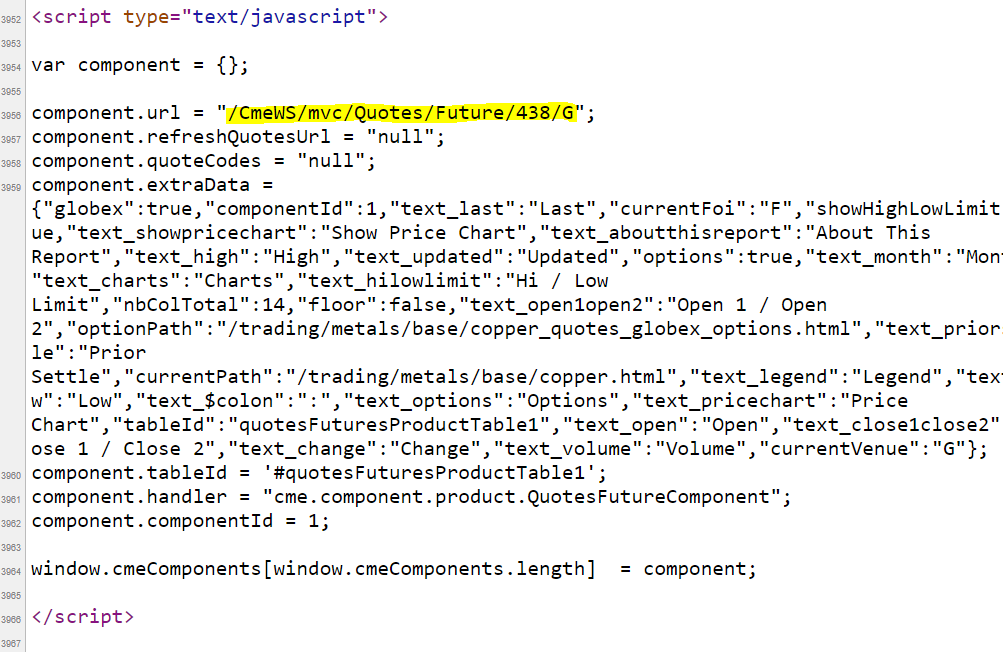 3952 <script type="text/javascript">
3953
3954 var component = {};
3955
3956 component.url = "/CmeWS/mvc/Quotes/Future/438/G";
3957 component.refreshQuotesUrl = "null";
3958 component.quoteCodes = "null";
3959 component.extraData =
{"globex":true,"componentId":1,"text_last":"Last","currentFoi":"F","showHighLowLimit
ue,"text_showpricechart":"Show Price Chart","text_aboutthisreport":"About This
Report","text_high":"High","text_updated":"Updated","options":true,"text_month":"Mon
"text_charts":"Charts","text_hilowlimit":"Hi / Low
Limit","nbColTotal":14,"floor":false,"text_open1open2":"Open 1 / Open
2","optionPath":"/trading/metals/base/copper_quotes_globex_options.html","text_prior
le":"Prior
Settle","currentPath":"/trading/metals/base/copper.html","text_legend":"Legend","tex
w":"Low","text_$colon":":","text_options":"Options","text_pricechart":"Price
Chart","tableId":"quotesFuturesProductTable1","text_open":"Open","text_close1close2"
ose 1 / Close 2","text_change":"Change","text_volume":"Volume","currentVenue":"G"};
3960 component.tableId = '#quotesFuturesProductTable1';
3961 component.handler = "cme.component.product.QuotesFutureComponent";
3962 component.componentId = 1;
3963
3964 window.cmeComponents[window.cmeComponents.length]  = component;
3965
3966 </script>
3967